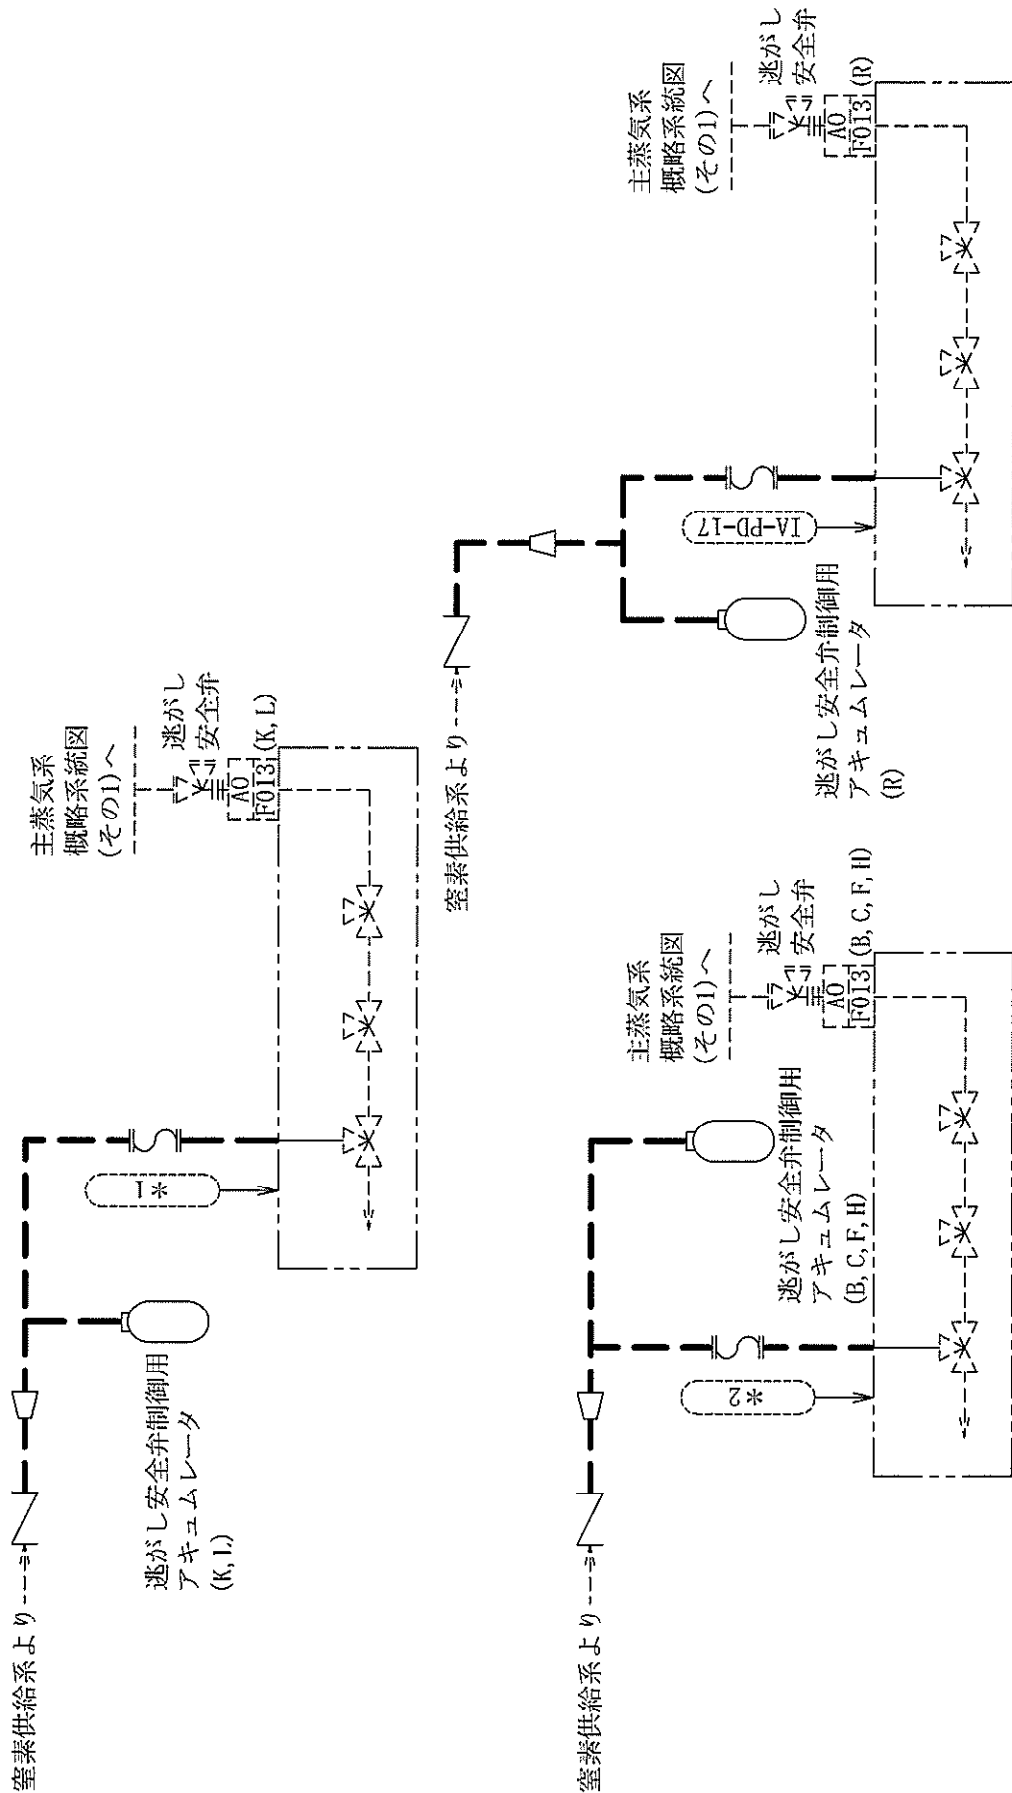 窒素供給系より
逃がし安全弁制御用
アキュムレータ
(K, L)
*1
主蒸気系
概略系統図
(その1)へ
逃がし
安全弁
AO
F013
(K, L)
窒素供給系より
*2
逃がし安全弁制御用
アキュムレータ
(B, C, F, H)
主蒸気系
概略系統図
(その1)へ
逃がし
安全弁
AO
F013
(B, C, F, H)
窒素供給系より
逃がし安全弁制御用
アキュムレータ
(R)
IA-PD-17
主蒸気系
概略系統図
(その1)へ
逃がし
安全弁
AO
F013
(R)